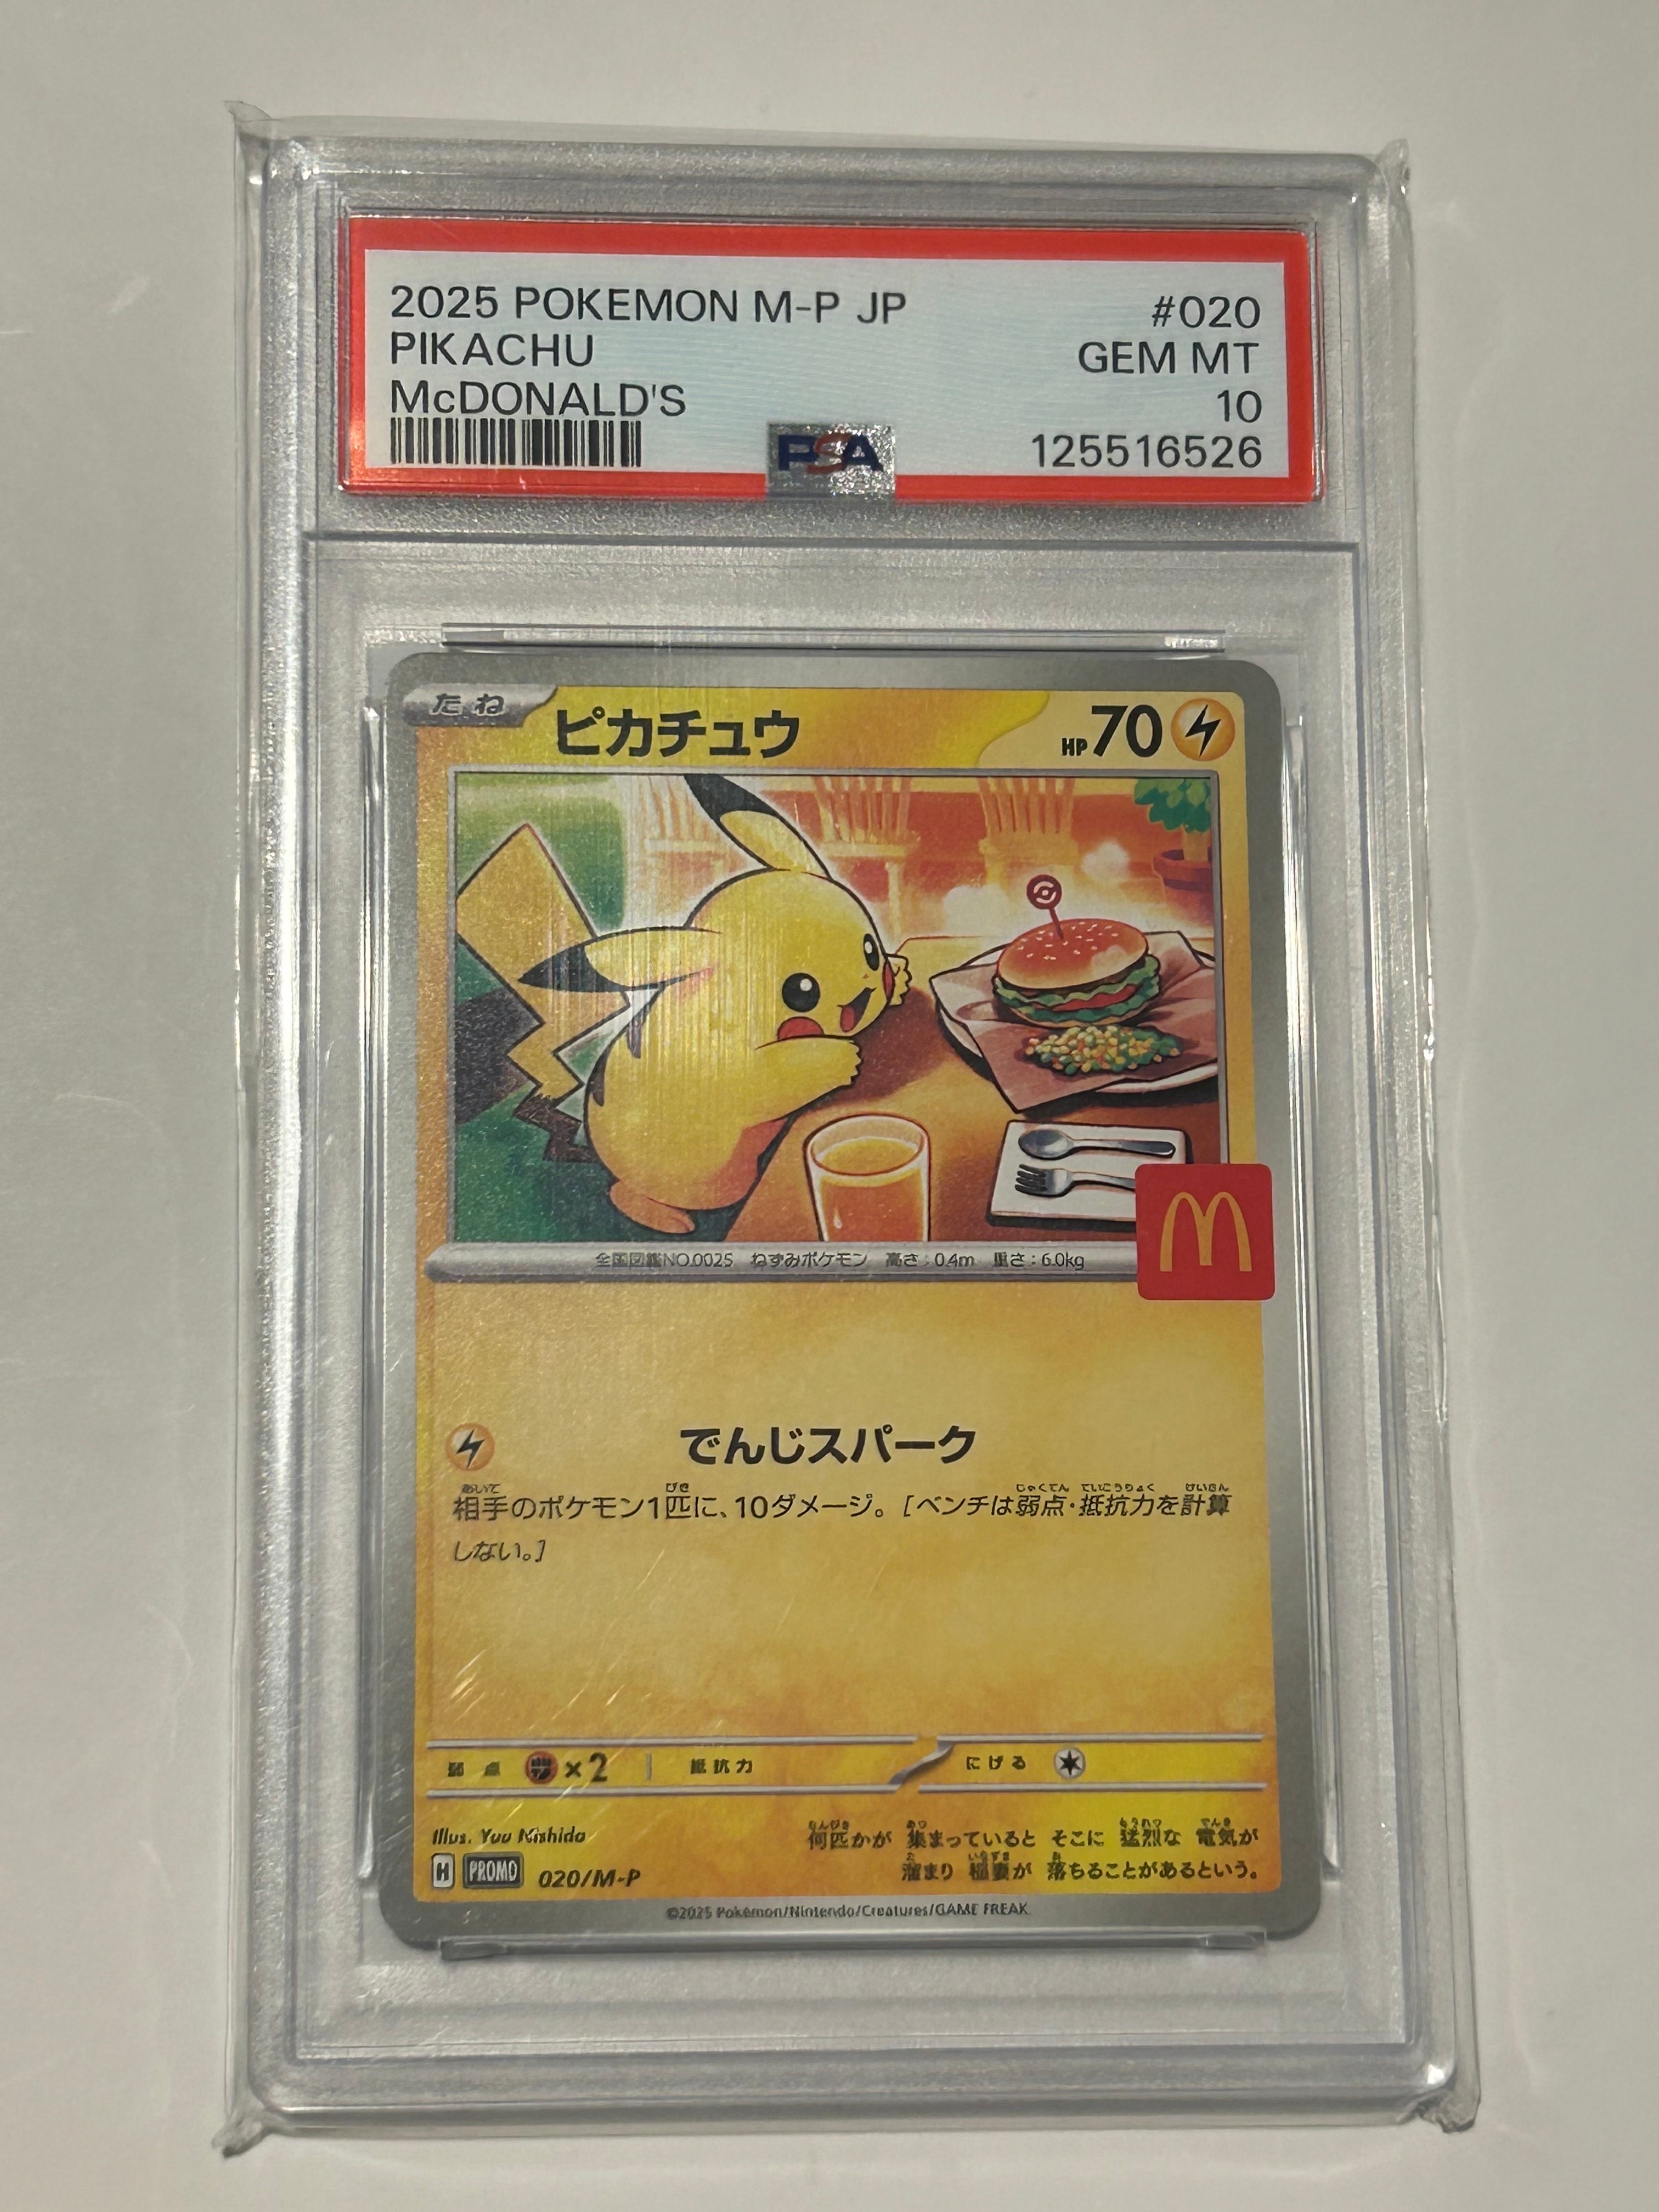 2025 POKEMON M-P JP #020
PIKACHU GEM MT
McDONALD'S 10
PSA 125516526
たね ピカチュウ HP70
全国図鑑NO.0025 ねずみポケモン 高さ:0.4m 重さ:6.0kg
でんじスパーク
相手のポケモン1匹に、10ダメージ。[ベンチは弱点・抵抗力を計算
しない。]
弱点 ×2 抵抗力 にげる
Illus. Yuu Nishida
何匹かが 集まっていると そこに 猛烈な 電気が
溜まり 稲妻が 落ちることがあるという。
H PROMO 020/M-P
©2025 Pokémon/Nintendo/Creatures/GAME FREAK